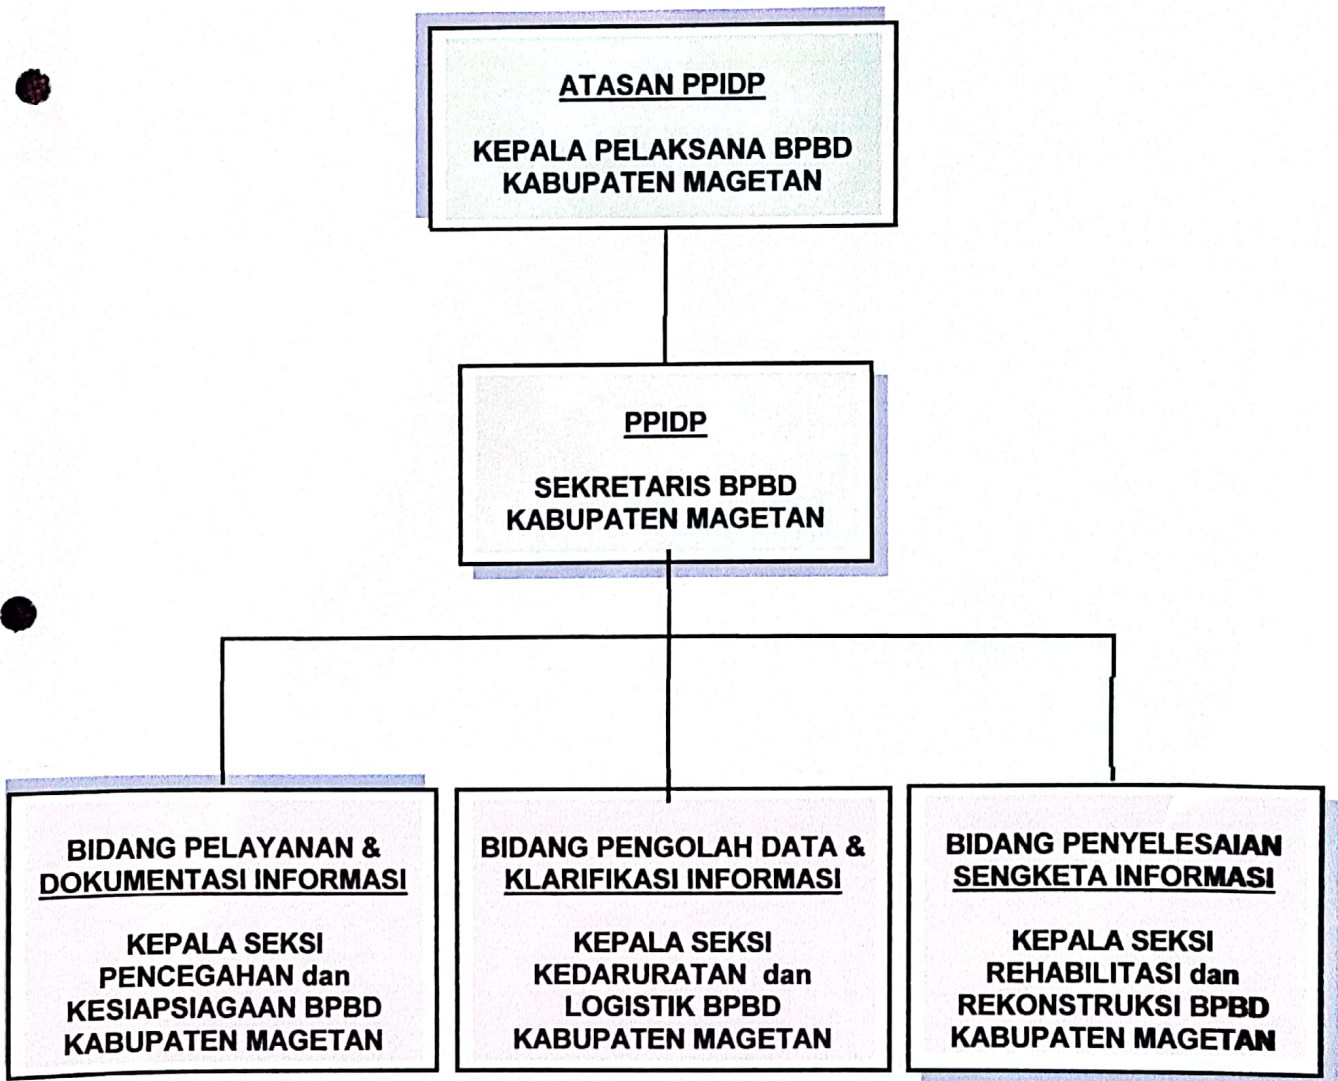 ATASAN PPIDP
KEPALA PELAKSANA BPBD
KABUPATEN MAGETAN
PPIDP
SEKRETARIS BPBD
KABUPATEN MAGETAN
BIDANG PELAYANAN &
DOKUMENTASI INFORMASI
KEPALA SEKSI
PENCEGAHAN dan
KESIAPSIAGAAN BPBD
KABUPATEN MAGETAN
BIDANG PENGOLAH DATA &
KLARIFIKASI INFORMASI
KEPALA SEKSI
KEDARURATAN dan
LOGISTIK BPBD
KABUPATEN MAGETAN
BIDANG PENYELESAIAN
SENGKETA INFORMASI
KEPALA SEKSI
REHABILITASI dan
REKONSTRUKSI BPBD
KABUPATEN MAGETAN